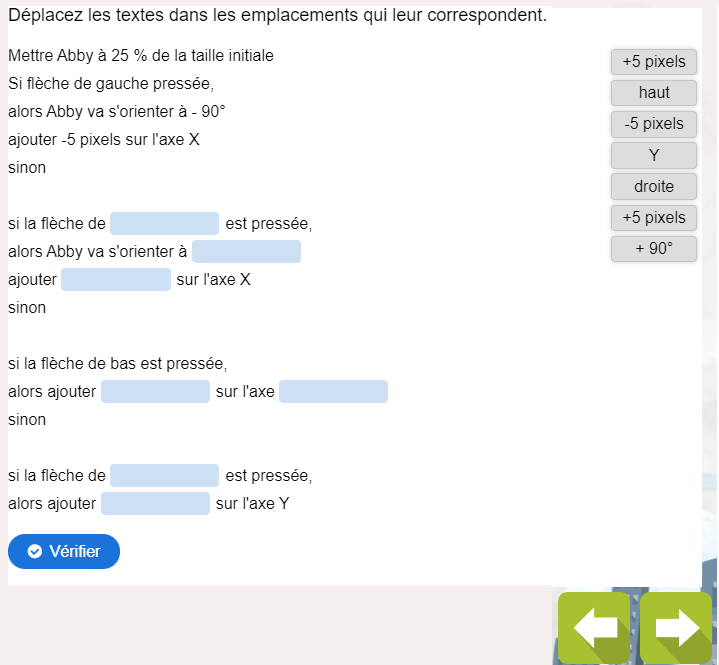 Déplacez les textes dans les emplacements qui leur correspondent.
Mettre Abby à 25 % de la taille initiale
Si flèche de gauche pressée,
alors Abby va s'orienter à - 90°
ajouter -5 pixels sur l'axe X
sinon
si la flèche de est pressée,
alors Abby va s'orienter à
ajouter sur l'axe X
sinon
si la flèche de bas est pressée,
alors ajouter sur l'axe
sinon
si la flèche de est pressée,
alors ajouter sur l'axe Y
Vérifier
+5 pixels
haut
-5 pixels
Y
droite
+5 pixels
+ 90°